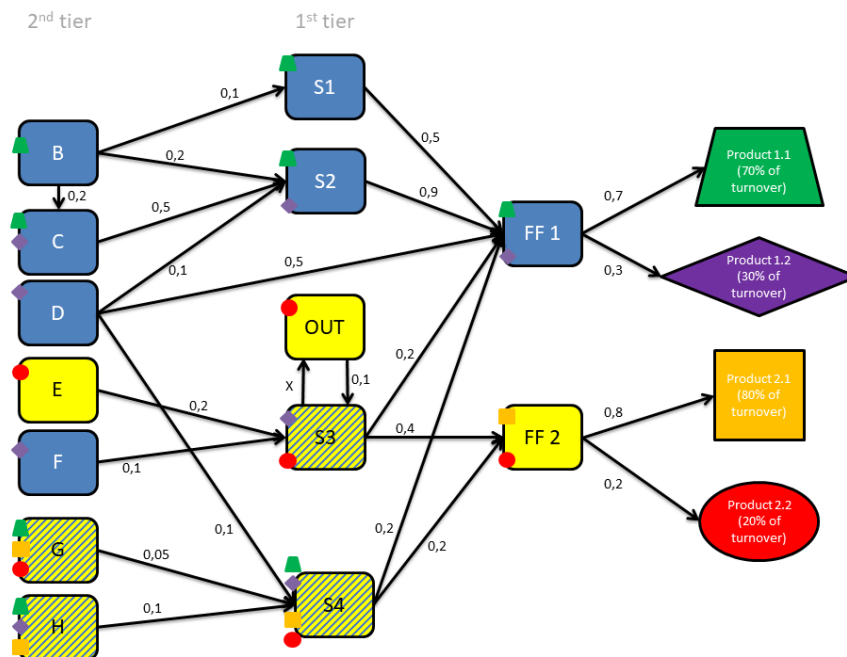 2nd tier
1st tier
S1
0,1
0,5
B
0,2
S2
Product 1.1
(70% of
turnover)
0,2
0,9
0,7
C
0,5
FF 1
0,1
0,5
0,3
Product 1.2
(30% of
turnover)
D
OUT
E
X
0,1
0,2
Product 2.1
(80% of
turnover)
0,2
S3
0,4
FF 2
0,8
F
0,1
0,2
Product 2.2
(20% of
turnover)
G
0,1
0,05
0,2
0,2
H
0,1
S4